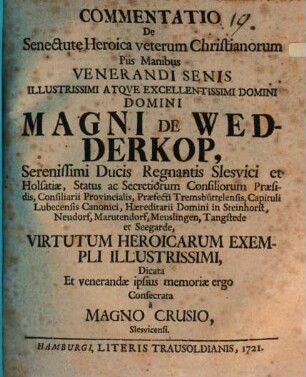 COMMENTATIO 19.
De
Senectute Heroica veterum Christianorum
Piis Manibus
VENERANDI SENIS
ILLUSTRISSIMI ATQVE EXCELLENTISSIMI DOMINI
DOMINI
MAGNI DE WED-
DERKOP,
Serenissimi Ducis Regnantis Slesvici et
Holsatiæ, Status ac Secretiorum Consiliorum Præsi-
dis, Consiliarii Provincialis, Præfecti Tremsbüttelensis, Capituli
Lubecensis Canonici, Hæreditarii Domini in Steinhorst,
Neudorf, Marutendorf, Meuslingen, Tangstede
et Seegarde,
VIRTUTUM HEROICARUM EXEM-
PLI ILLUSTRISSIMI,
Dicata
Et venerandæ ipsius memoriæ ergo
Consecrata
à
MAGNO CRUSIO,
Slesvicensi.
HAMBURGI, LITERIS TRAUSOLDIANIS, 1721.